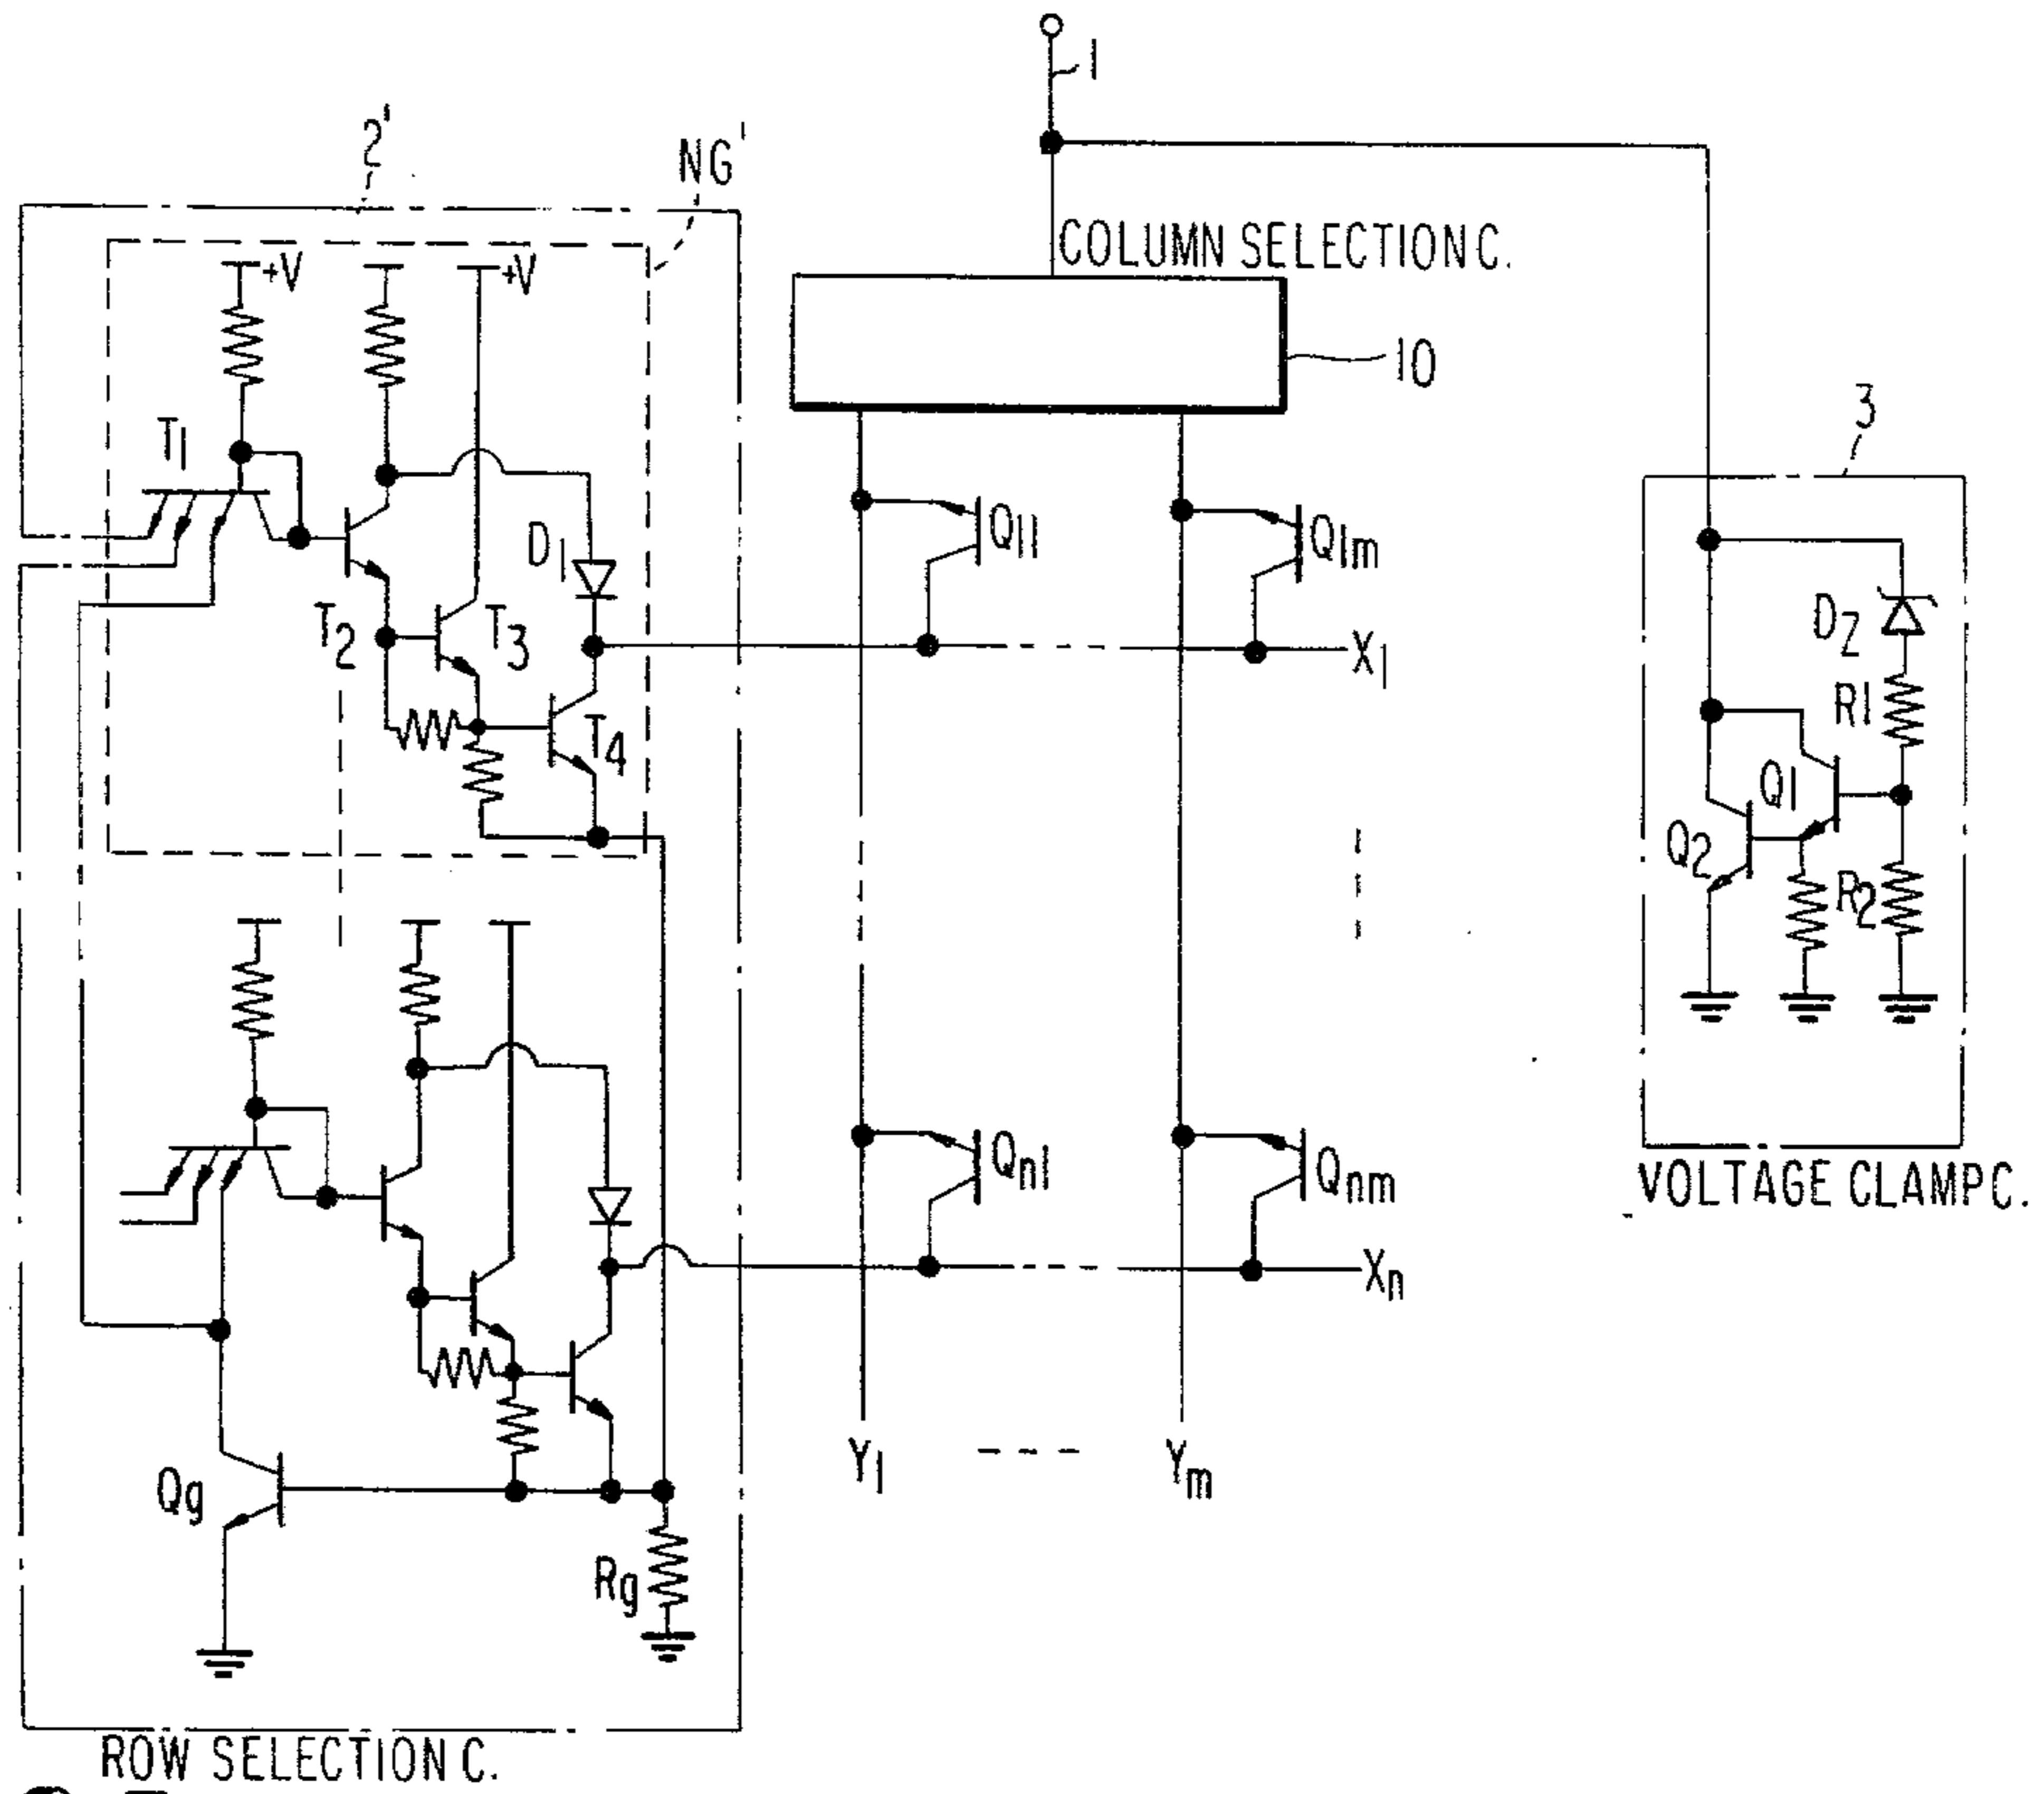 1
2'
NG'
COLUMN SELECTION C.
+V
+V
10
3
T1
Q11
Q1m
D1
DZ
T2
T3
X1
R1
T4
Q1
Q2
R2
Qn1
Qnm
VOLTAGE CLAMP C.
Xn
Y1
Ym
Qg
Rg
ROW SELECTION C.